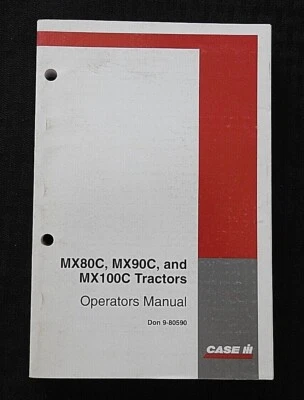 MX80C, MX90C, and
MX100C Tractors
Operators Manual
Don 9-80590
CASE IH